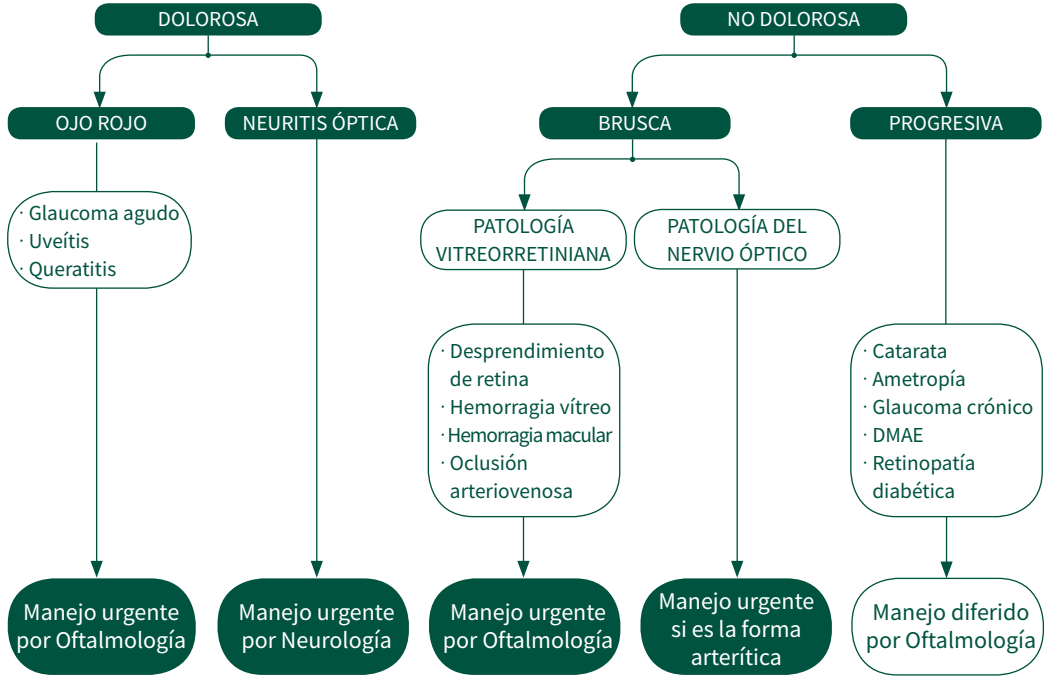 DOLOROSA
NO DOLOROSA
OJO ROJO
NEURITIS ÓPTICA
BRUSCA
PROGRESIVA
· Glaucoma agudo
· Uveítis
· Queratitis
PATOLOGÍA
VITREORRETINIANA
PATOLOGÍA DEL
NERVIO ÓPTICO
· Desprendimiento
de retina
· Hemorragia vítreo
· Hemorragia macular
· Oclusión
arteriovenosa
· Catarata
· Ametropía
· Glaucoma crónico
· DMAE
· Retinopatía
diabética
Manejo urgente
por Oftalmología
Manejo urgente
por Neurología
Manejo urgente
por Oftalmología
Manejo urgente
si es la forma
arterítica
Manejo diferido
por Oftalmología